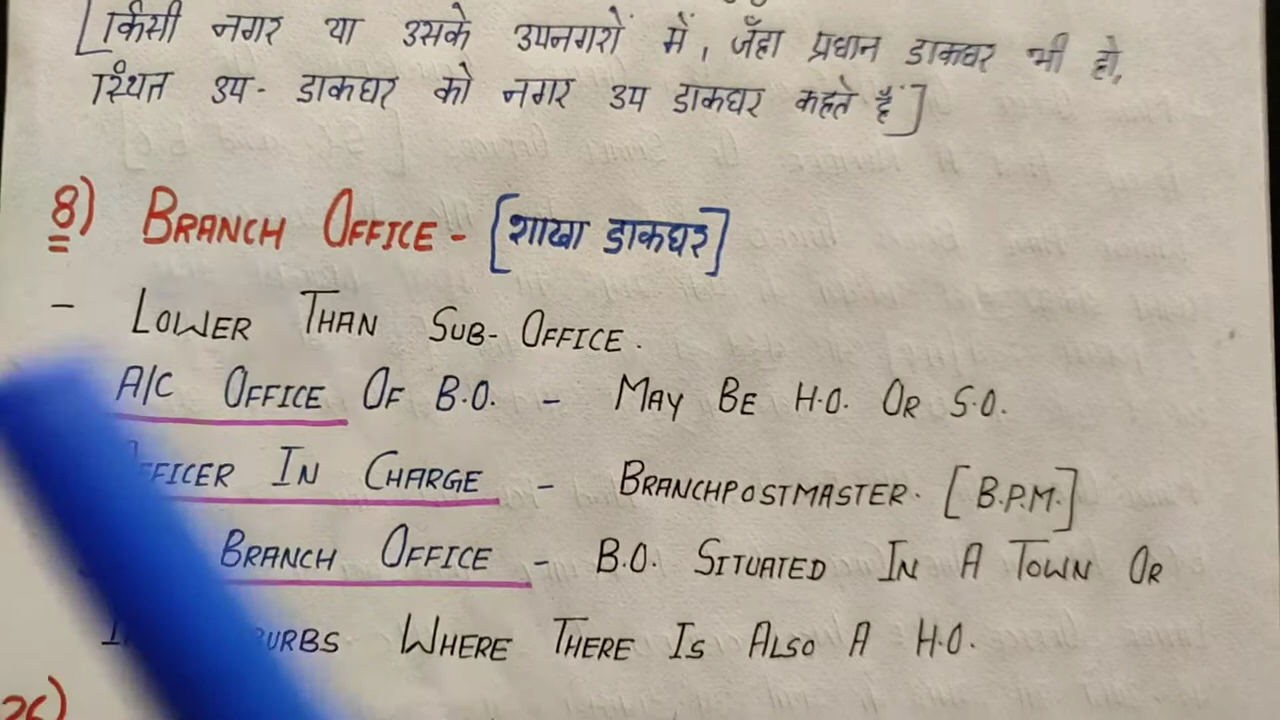 [किसी नगर या उसके उपनगरों में, जँहा प्रधान डाकघर भी हो,
स्थित उप - डाकघर को नगर उप डाकघर कहते हैं]
8) BRANCH OFFICE - [शाखा डाकघर]
- LOWER THAN SUB-OFFICE.
A/C OFFICE OF B.O. - MAY BE H.O. OR S.O.
IN CHARGE - BRANCHPOSTMASTER. [B.P.M.]
BRANCH OFFICE - B.O. SITUATED IN A TOWN OR
WHERE THERE IS ALSO A H.O.
26)